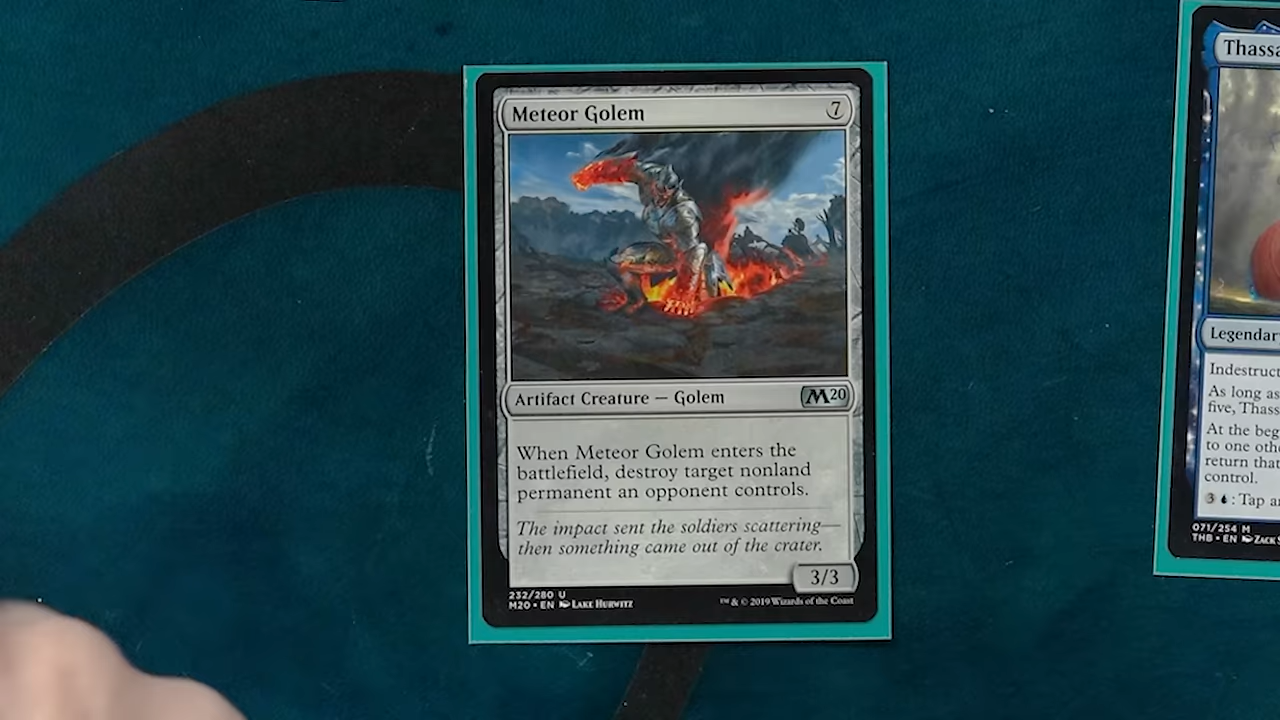 Meteor Golem
7
Artifact Creature — Golem
M20
When Meteor Golem enters the
battlefield, destroy target nonland
permanent an opponent controls.
The impact sent the soldiers scattering—
then something came out of the crater.
3/3
232/280 U
M20 • EN LAKE HURWITZ
™ & © 2019 Wizards of the Coast
Thassa
Legendar
Indestruct
As long as
five, Thass
At the beg
to one othe
return that
control.
3 : Tap a
071/254 M
THB • EN ZACK S